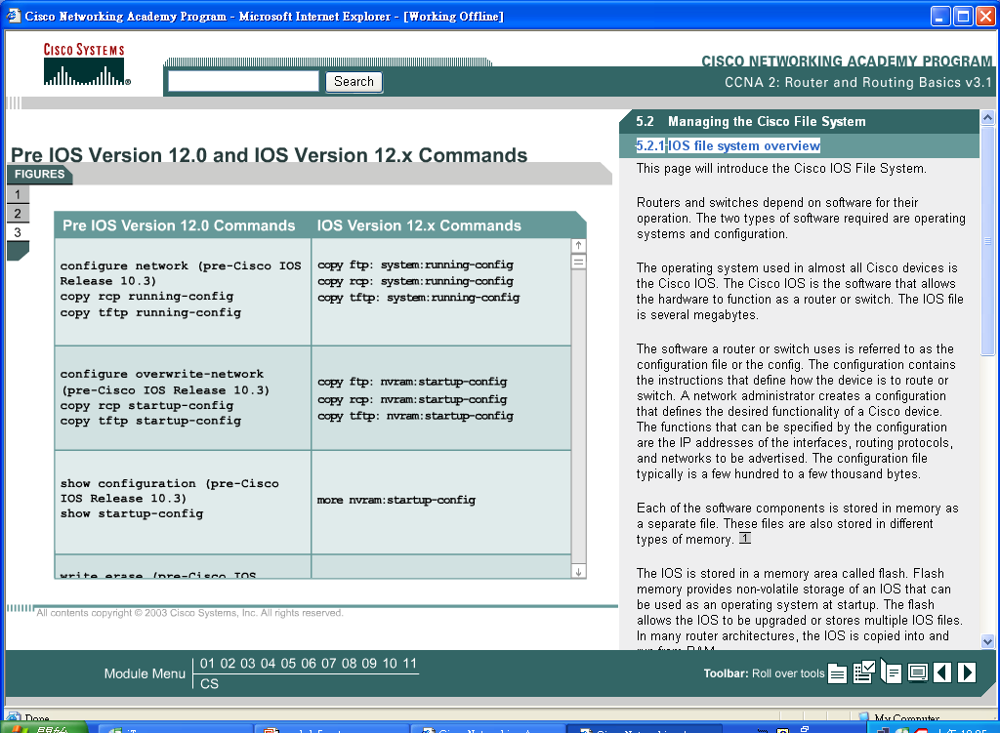 Cisco Networking Academy Program - Microsoft Internet Explorer - [Working Offline]
CISCO SYSTEMS
Search
CISCO NETWORKING ACADEMY PROGRAM
CCNA 2: Router and Routing Basics v3.1
Pre IOS Version 12.0 and IOS Version 12.x Commands
FIGURES
1
2
3
Pre IOS Version 12.0 Commands
IOS Version 12.x Commands
configure network (pre-Cisco IOS
Release 10.3)
copy rcp running-config
copy tftp running-config
copy ftp: system:running-config
copy rcp: system:running-config
copy tftp: system:running-config
configure overwrite-network
(pre-Cisco IOS Release 10.3)
copy rcp startup-config
copy tftp startup-config
copy ftp: nvram:startup-config
copy rcp: nvram:startup-config
copy tftp: nvram:startup-config
show configuration (pre-Cisco
IOS Release 10.3)
show startup-config
more nvram:startup-config
write erase (pre-Cisco IOS
All contents copyright © 2003 Cisco Systems, Inc. All rights reserved.
5.2 Managing the Cisco File System
5.2.1 IOS file system overview
This page will introduce the Cisco IOS File System.
Routers and switches depend on software for their
operation. The two types of software required are operating
systems and configuration.
The operating system used in almost all Cisco devices is
the Cisco IOS. The Cisco IOS is the software that allows
the hardware to function as a router or switch. The IOS file
is several megabytes.
The software a router or switch uses is referred to as the
configuration file or the config. The configuration contains
the instructions that define how the device is to route or
switch. A network administrator creates a configuration
that defines the desired functionality of a Cisco device.
The functions that can be specified by the configuration
are the IP addresses of the interfaces, routing protocols,
and networks to be advertised. The configuration file
typically is a few hundred to a few thousand bytes.
Each of the software components is stored in memory as
a separate file. These files are also stored in different
types of memory. 1
The IOS is stored in a memory area called flash. Flash
memory provides non-volatile storage of an IOS that can
be used as an operating system at startup. The flash
allows the IOS to be upgraded or stores multiple IOS files.
In many router architectures, the IOS is copied into and
run from RAM
Module Menu
01 02 03 04 05 06 07 08 09 10 11
CS
Toolbar: Roll over tools
Done
My Computer
開始